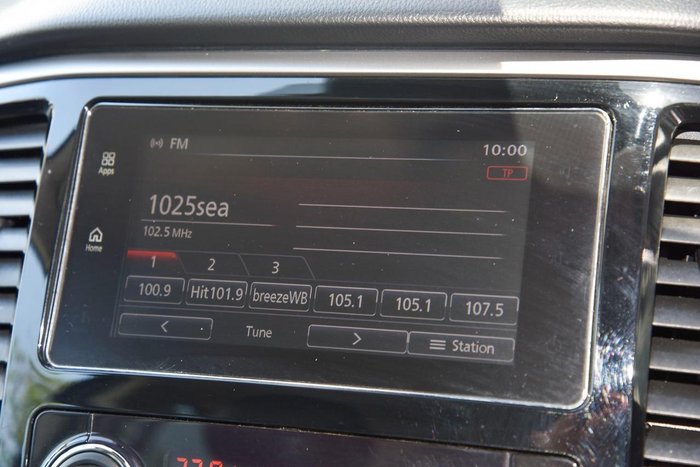 FM
10:00
Apps
TP
1025sea
102.5 MHz
Home
1 2 3
100.9 Hit101.9 breezeWB 105.1 105.1 107.5
< Tune > Station